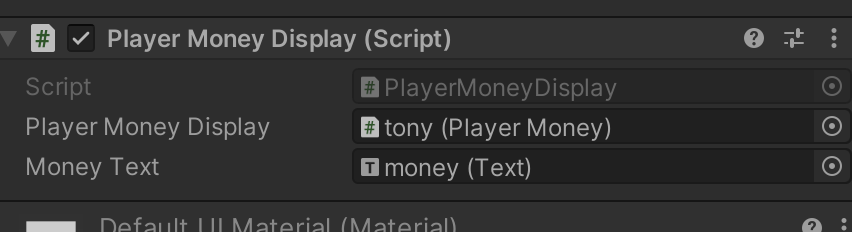 # Player Money Display (Script)
Script # PlayerMoneyDisplay
Player Money Display # tony (Player Money)
Money Text T money (Text)
Default UI Material (Material)